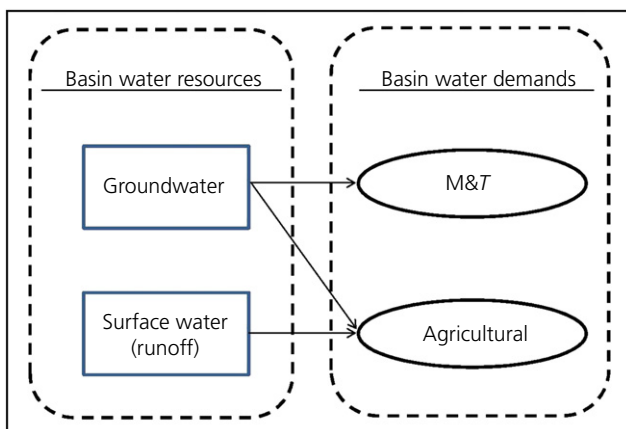 Basin water resources
Basin water demands
Groundwater
M&T
Surface water
(runoff)
Agricultural